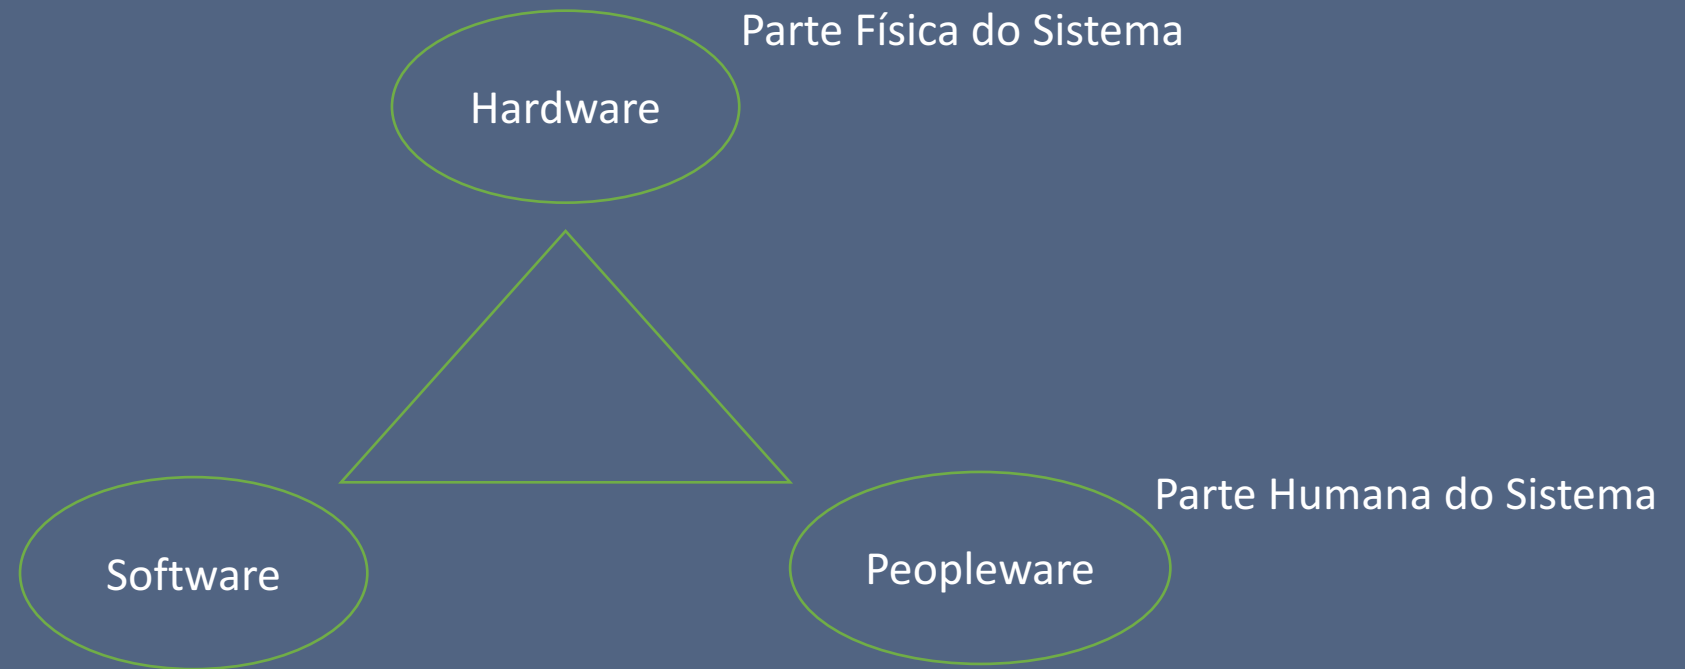 Parte Física do Sistema
Hardware
Parte Humana do Sistema
Software
Peopleware